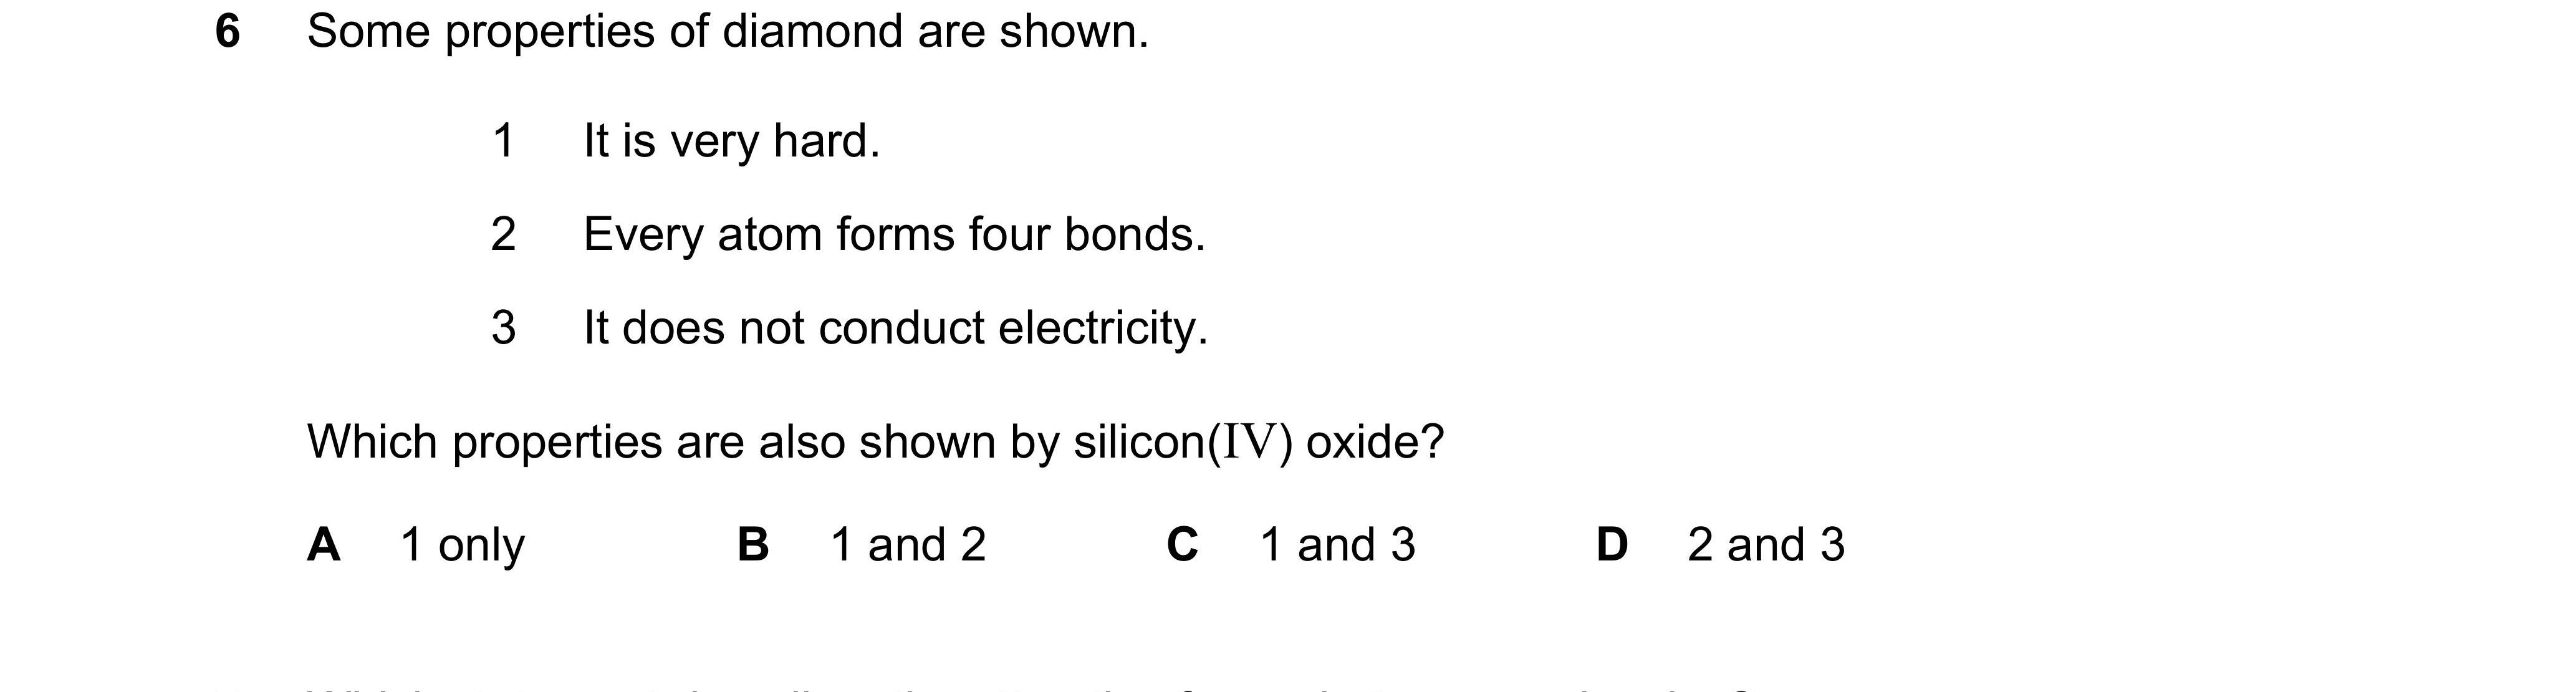 6 Some properties of diamond are shown.
1 It is very hard.
2 Every atom forms four bonds.
3 It does not conduct electricity.
Which properties are also shown by silicon(IV) oxide?
A 1 only B 1 and 2 C 1 and 3 D 2 and 3